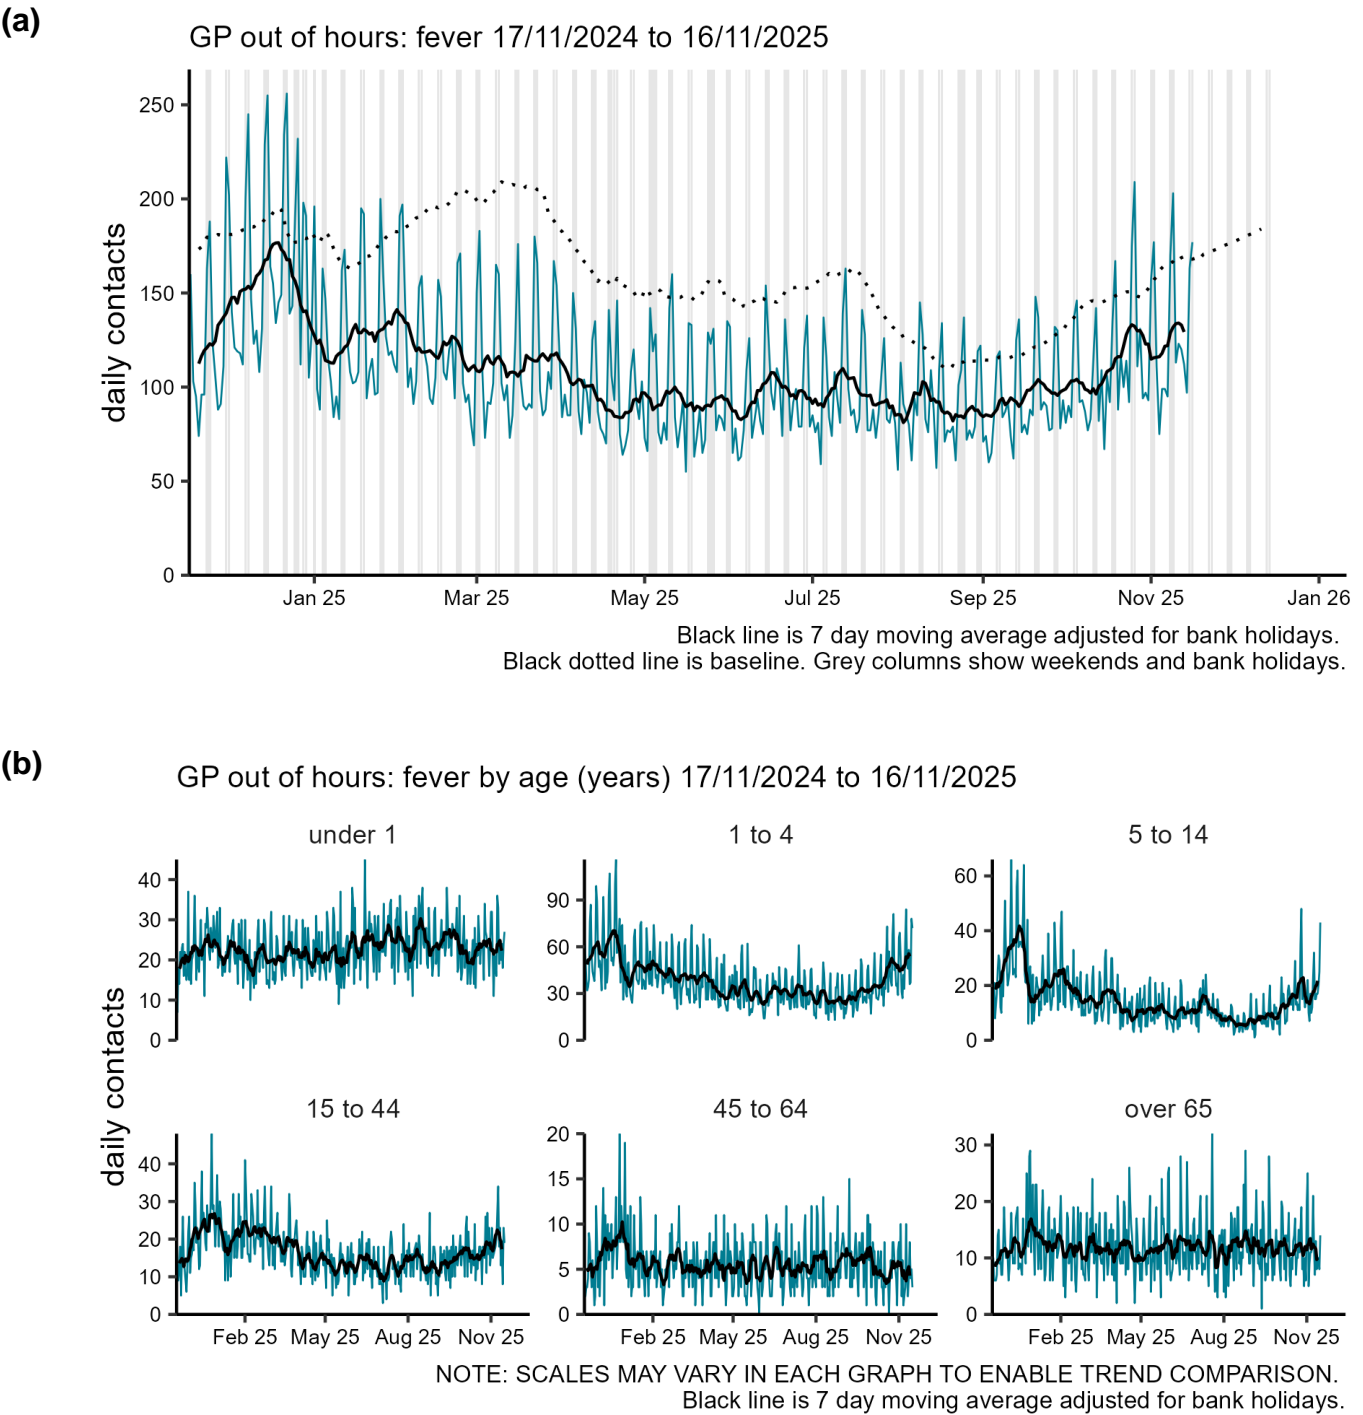 (a)
GP out of hours: fever 17/11/2024 to 16/11/2025
daily contacts
250
200
150
100
50
0
Jan 25 Mar 25 May 25 Jul 25 Sep 25 Nov 25 Jan 26
Black line is 7 day moving average adjusted for bank holidays.
Black dotted line is baseline. Grey columns show weekends and bank holidays.
(b)
GP out of hours: fever by age (years) 17/11/2024 to 16/11/2025
daily contacts
under 1
40
30
20
10
0
1 to 4
90
60
30
0
5 to 14
60
40
20
0
15 to 44
40
30
20
10
0
Feb 25 May 25 Aug 25 Nov 25
45 to 64
20
15
10
5
0
Feb 25 May 25 Aug 25 Nov 25
over 65
30
20
10
0
Feb 25 May 25 Aug 25 Nov 25
NOTE: SCALES MAY VARY IN EACH GRAPH TO ENABLE TREND COMPARISON.
Black line is 7 day moving average adjusted for bank holidays.